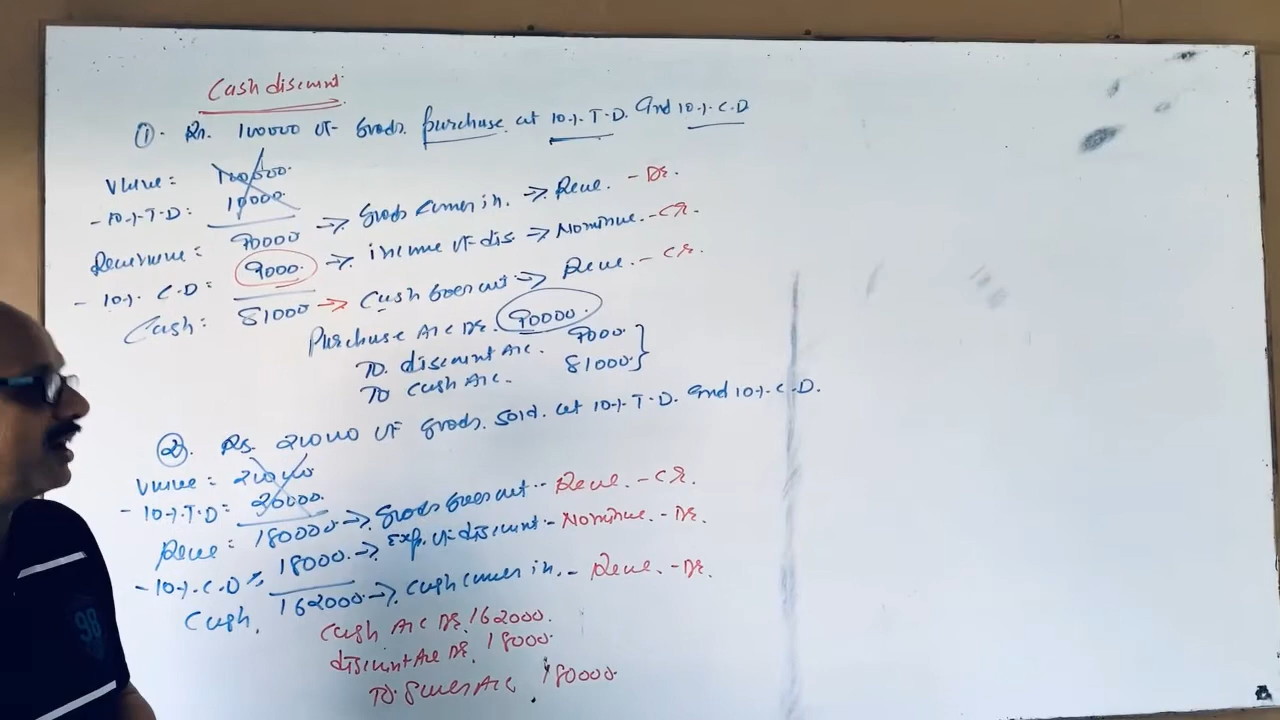 Cash discount
①. Rs. 100000 of Goods. purchase. at 10% T.D. and 10% C.D
Value = 100000.
- 10% T-D: 10000.
90000 → Goods comes in. → Real. - Dr.
- 10% C.D: 9000. → income of dis → Nominal. - Cr.
Cash: 81000 → Cash Goes out → Real. - Cr.
Purchase A/c Dr. 90000.
To. discount A/c. 9000.
To cash A/c. 81000.
②. Rs. 200000 of Goods. sold. at 10% T-D. and 10% C-D.
Value = 200000
- 10% T.D: 20000.
Real: 180000 → Goods Goes out - Real. - Cr.
- 10% C.D: 18000. → Exp. of discount - Nominal. - Dr.
Cash. 162000 → Cash comes in. - Real. - Dr.
Cash A/c Dr. 162000.
discount A/c Dr. 18000.
To. Sales A/c 180000.
98